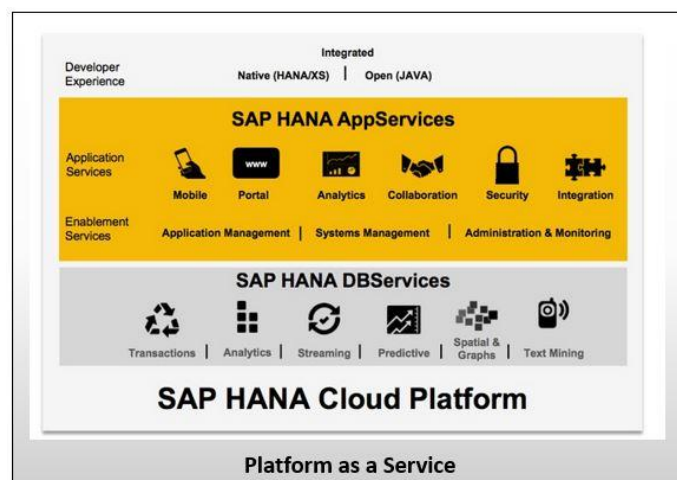 Developer
Experience
Integrated
Native (HANA/XS) | Open (JAVA)
SAP HANA AppServices
Application
Services
www
Mobile Portal Analytics Collaboration Security Integration
Enablement
Services
Application Management | Systems Management | Administration & Monitoring
SAP HANA DBServices
Transactions | Analytics | Streaming | Predictive | Spatial & Graphs | Text Mining
SAP HANA Cloud Platform
Platform as a Service